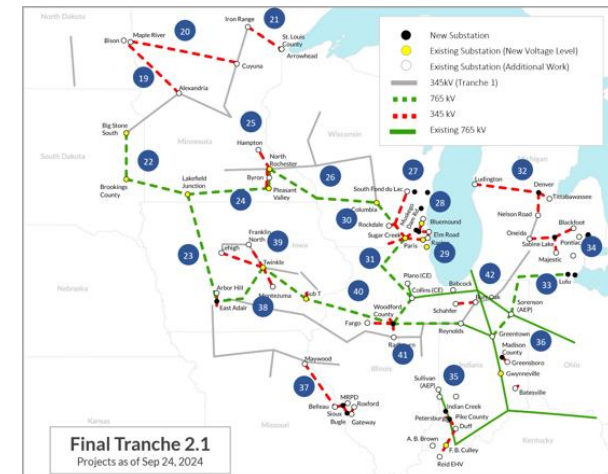 North Dakota
Maple River
Bison
20
19
Iron Range
21
St. Louis
County
Cuyuna
Arrowhead
Alexandria
New Substation
Existing Substation (New Voltage Level)
Existing Substation (Additional Work)
345kV (Tranche 1)
765 kV
345 kV
Existing 765 kV
Big Stone
South
Minnesota
25
Hampton
Wisconsin
South Dakota
22
Brookings
County
Lakefield
Junction
24
North
Rochester
Byron
Pleasant
Valley
26
South Fond du Lac
27
Columbia
30
Rockdale
Sugar Creek
28
Bluemound
Elm Road
Paris
29
Ludington
32
Michigan
Denver
Tittabawassee
Nelson Road
Oneida
Blackfoot
Sabine Lake
Pontiac
34
Majestic
Lehigh
Franklin
North
39
Iowa
Twinkle
23
Nebraska
Arbor Hill
East Adair
38
Montezuma
Sub T
40
31
Plano (CE)
Collins (CE)
Babcock
42
33
Lulu
Schahfer
Sorenson
(AEP)
Woodford
County
Fargo
41
Reynolds
Greentown
36
Madison
County
Greensboro
Ohio
Gwynneville
Batesville
Illinois
Indiana
Maywood
37
Missouri
Kansas
MRPD
Belleau
Roxford
Sioux
Bugle
Gateway
Sullivan
(AEP)
35
Indian Creek
Petersburg
Pike County
Duff
A. B. Brown
F.B. Culley
Reid EHV
Kentucky
Final Tranche 2.1
Projects as of Sep 24, 2024